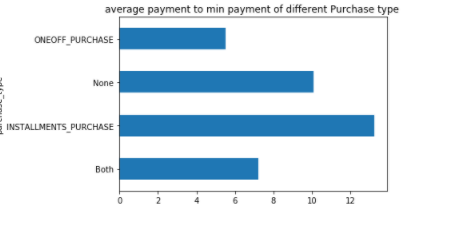 average payment to min payment of different Purchase type
ONEOFF_PURCHASE
None
INSTALLMENTS_PURCHASE
Both
0 2 4 6 8 10 12